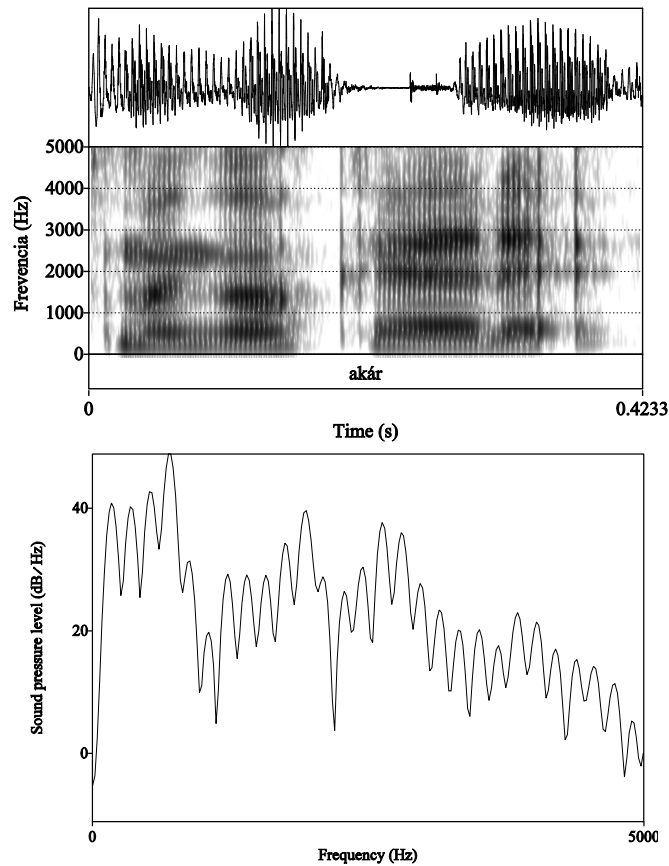 5000
4000
3000
2000
1000
0
Frevencia (Hz)
akár
0
0.4233
Time (s)
40
20
0
Sound pressure level (dB/Hz)
0
5000
Frequency (Hz)